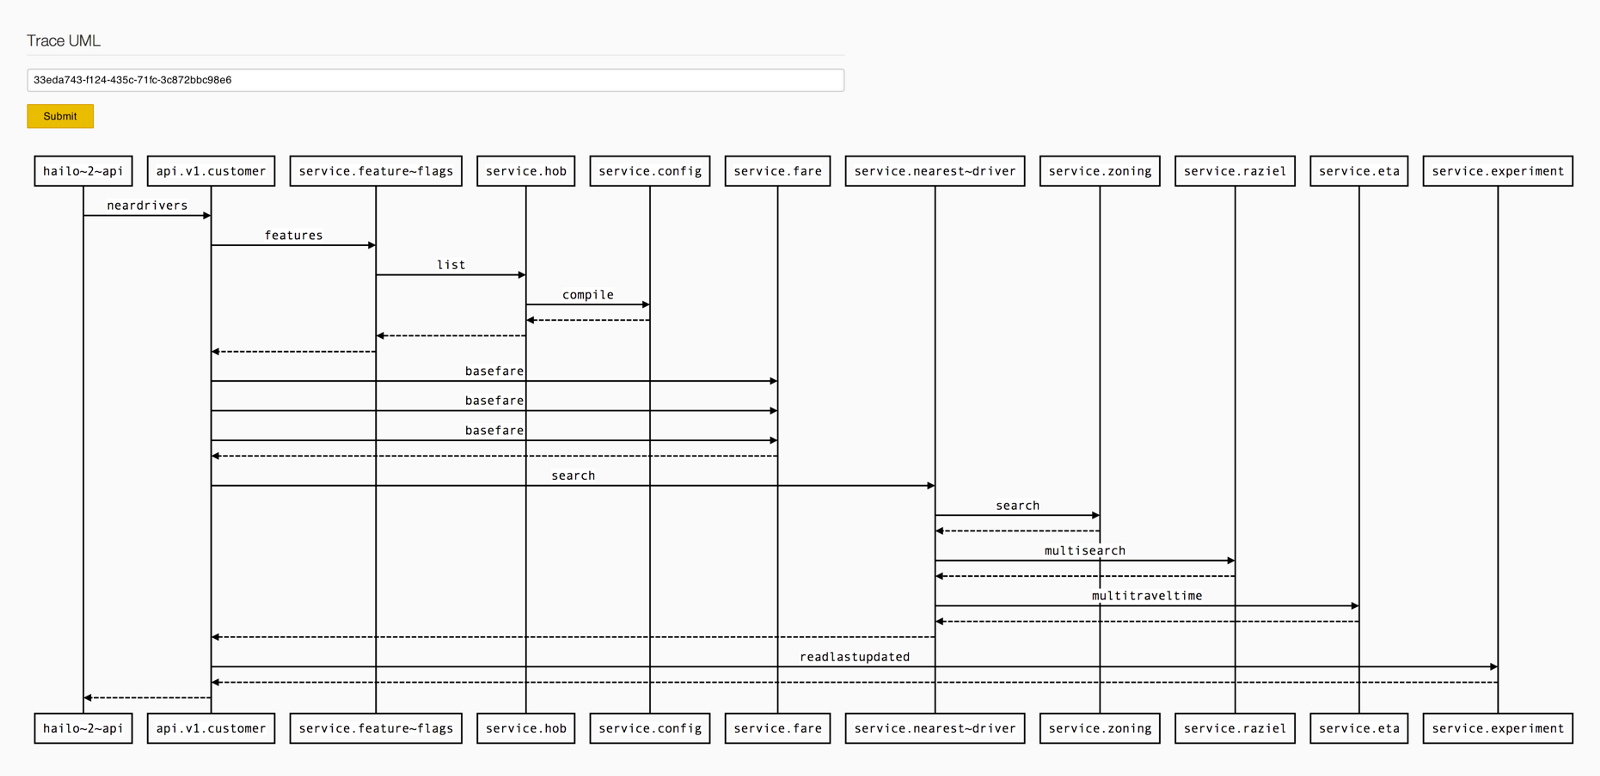 Trace UML
33eda743-f124-435c-71fc-3c872bbc98e6
Submit
hailo~2~api api.v1.customer service.feature~flags service.hob service.config service.fare service.nearest~driver service.zoning service.raziel service.eta service.experiment
neardrivers
features
list
compile
basefare
basefare
basefare
search
search
multisearch
multitraveltime
readlastupdated
hailo~2~api api.v1.customer service.feature~flags service.hob service.config service.fare service.nearest~driver service.zoning service.raziel service.eta service.experiment